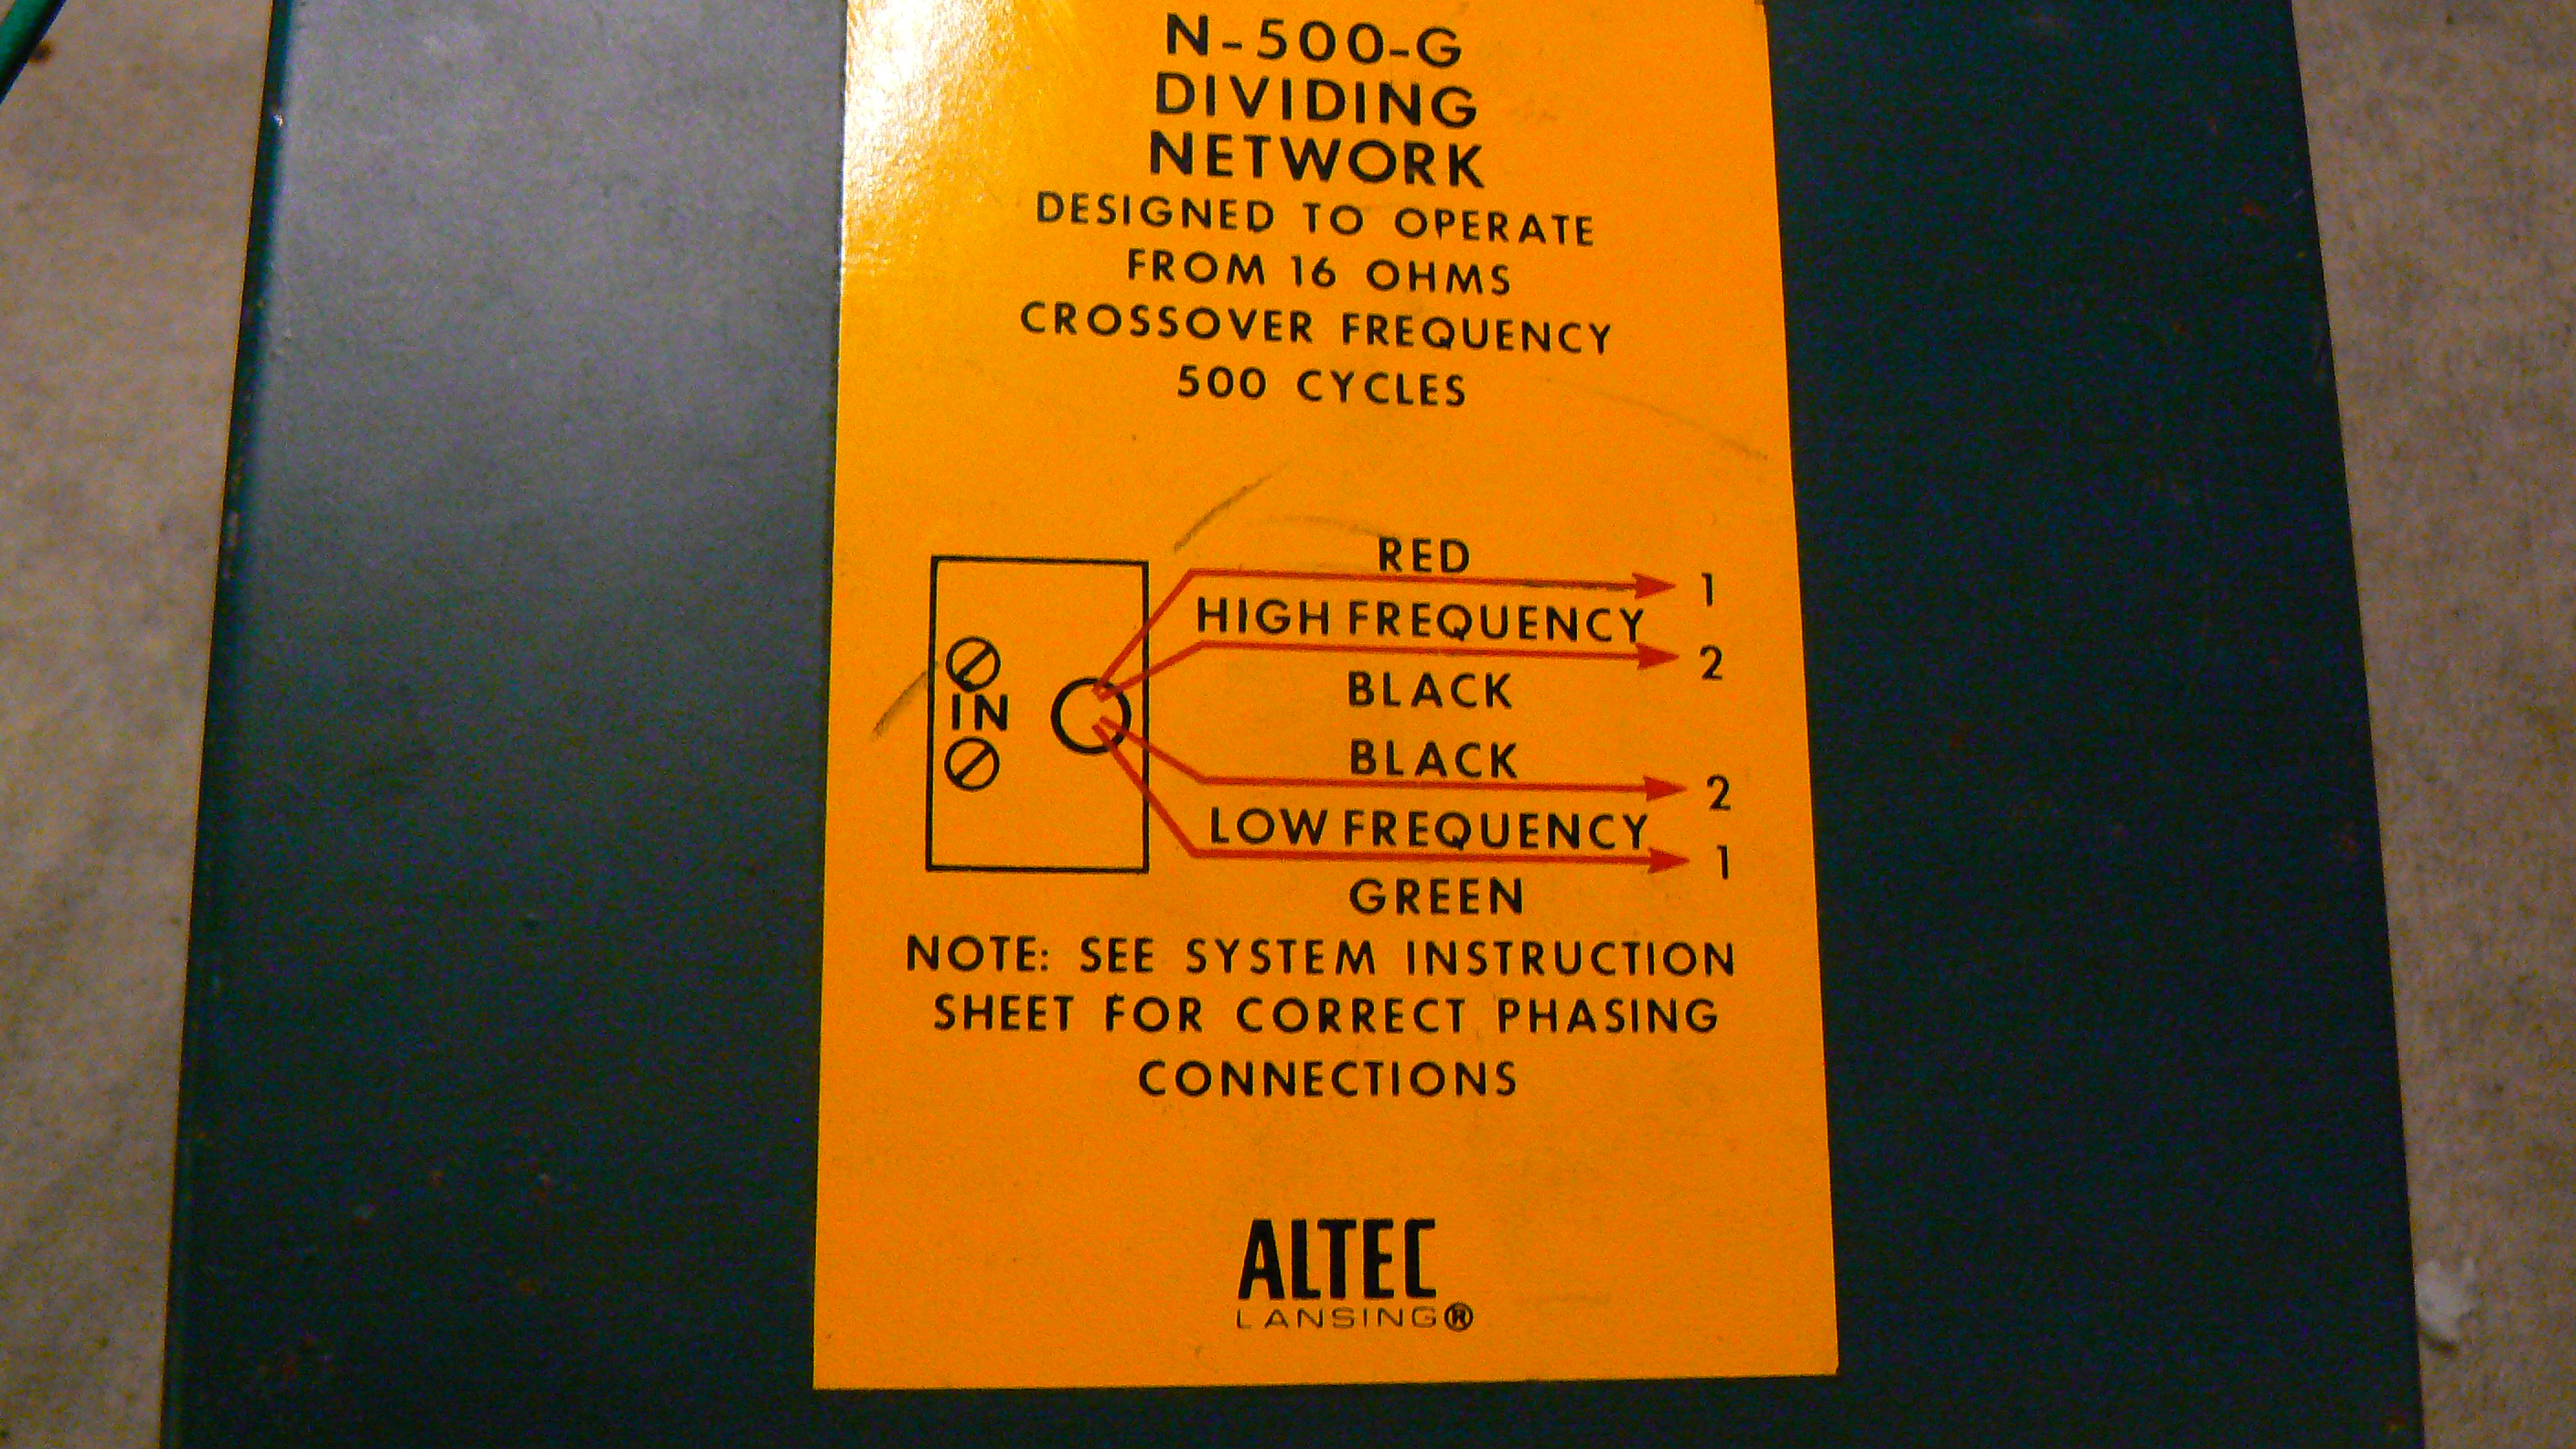 N-500-G
DIVIDING
NETWORK
DESIGNED TO OPERATE
FROM 16 OHMS
CROSSOVER FREQUENCY
500 CYCLES
RED
1
HIGH FREQUENCY
2
BLACK
IN
BLACK
2
LOW FREQUENCY
1
GREEN
NOTE: SEE SYSTEM INSTRUCTION
SHEET FOR CORRECT PHASING
CONNECTIONS
ALTEC
LANSING®